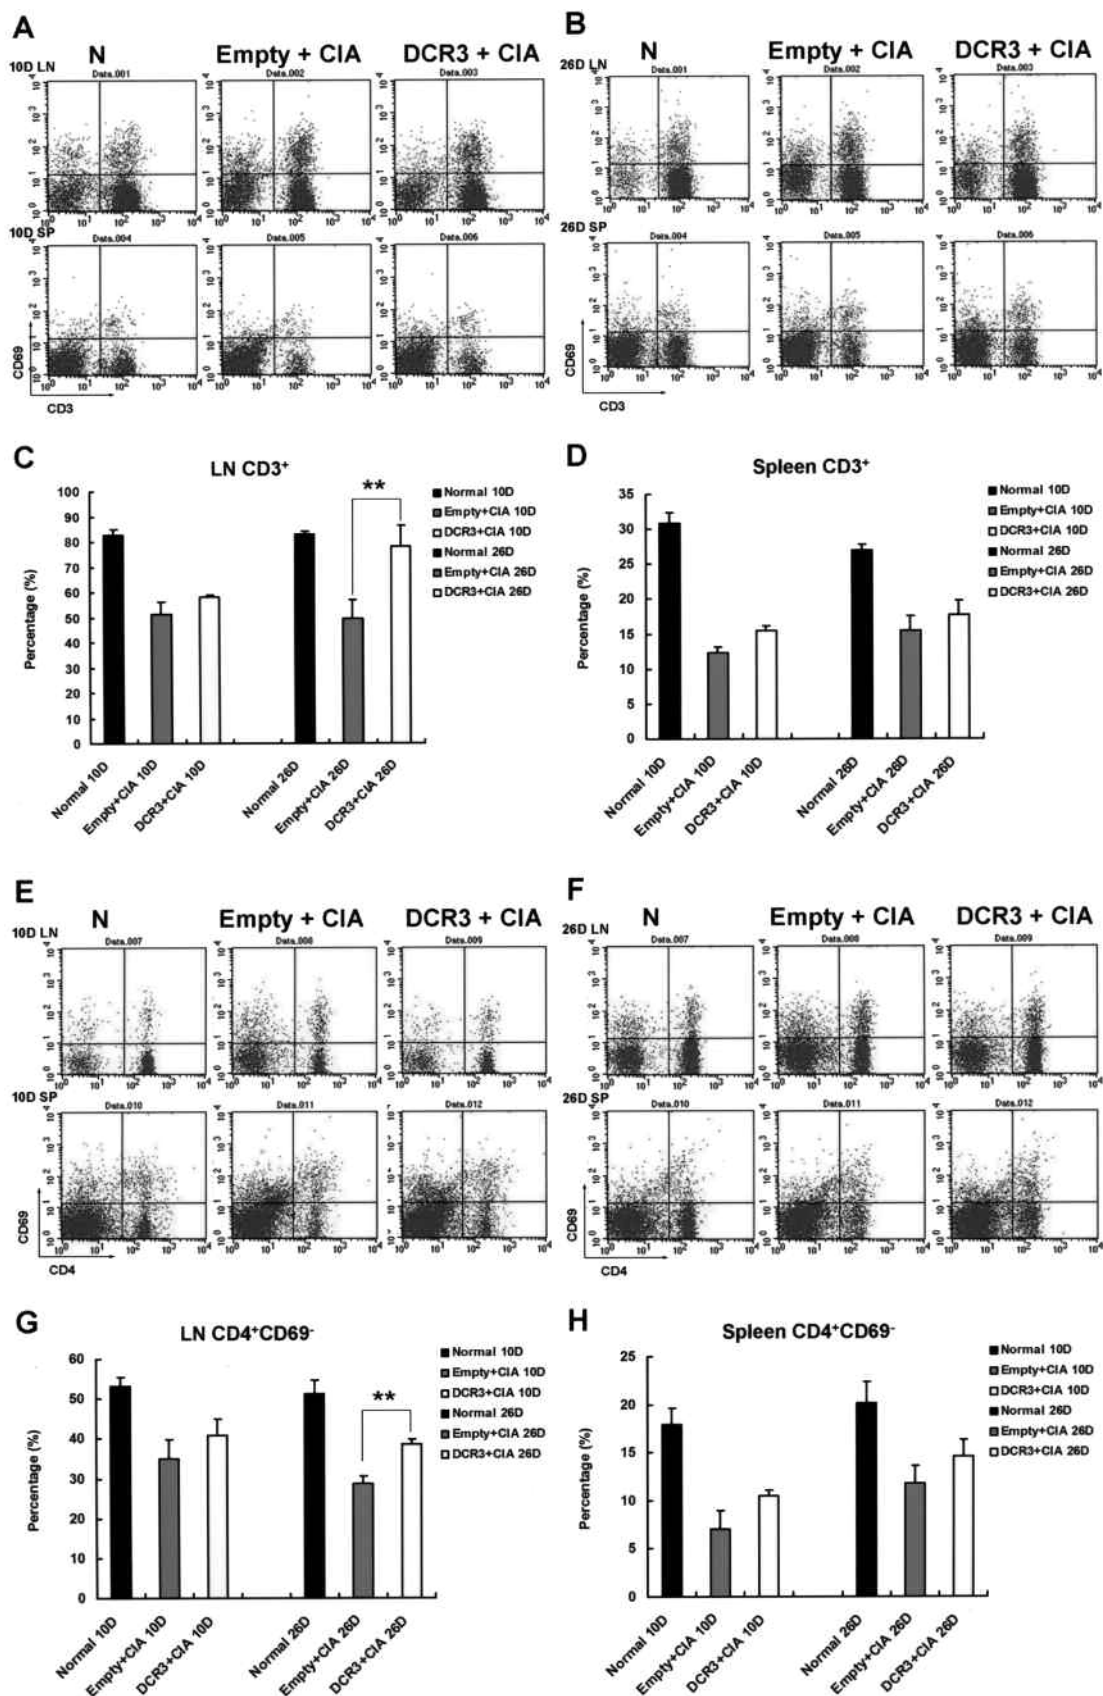 A
N Empty + CIA DCR3 + CIA
10D LN
Data.001 Data.002 Data.003
10D SP
Data.004 Data.005 Data.006
CD69
CD3
B
N Empty + CIA DCR3 + CIA
26D LN
Data.001 Data.002 Data.003
26D SP
Data.004 Data.005 Data.006
CD69
CD3
C
LN CD3⁺
Percentage (%)
100
90
80
70
60
50
40
30
20
10
0
**
Normal 10D
Empty+CIA 10D
DCR3+CIA 10D
Normal 26D
Empty+CIA 26D
DCR3+CIA 26D
Normal 10D
Empty+CIA 10D
DCR3+CIA 10D
Normal 26D
Empty+CIA 26D
DCR3+CIA 26D
D
Spleen CD3⁺
Percentage (%)
35
30
25
20
15
10
5
0
Normal 10D
Empty+CIA 10D
DCR3+CIA 10D
Normal 26D
Empty+CIA 26D
DCR3+CIA 26D
Normal 10D
Empty+CIA 10D
DCR3+CIA 10D
Normal 26D
Empty+CIA 26D
DCR3+CIA 26D
E
N Empty + CIA DCR3 + CIA
10D LN
Data.007 Data.008 Data.009
10D SP
Data.010 Data.011 Data.012
CD69
CD4
F
N Empty + CIA DCR3 + CIA
26D LN
Data.007 Data.008 Data.009
26D SP
Data.010 Data.011 Data.012
CD69
CD4
G
LN CD4⁺CD69⁻
Percentage (%)
60
50
40
30
20
10
0
**
Normal 10D
Empty+CIA 10D
DCR3+CIA 10D
Normal 26D
Empty+CIA 26D
DCR3+CIA 26D
Normal 10D
Empty+CIA 10D
DCR3+CIA 10D
Normal 26D
Empty+CIA 26D
DCR3+CIA 26D
H
Spleen CD4⁺CD69⁻
Percentage (%)
25
20
15
10
5
0
Normal 10D
Empty+CIA 10D
DCR3+CIA 10D
Normal 26D
Empty+CIA 26D
DCR3+CIA 26D
Normal 10D
Empty+CIA 10D
DCR3+CIA 10D
Normal 26D
Empty+CIA 26D
DCR3+CIA 26D